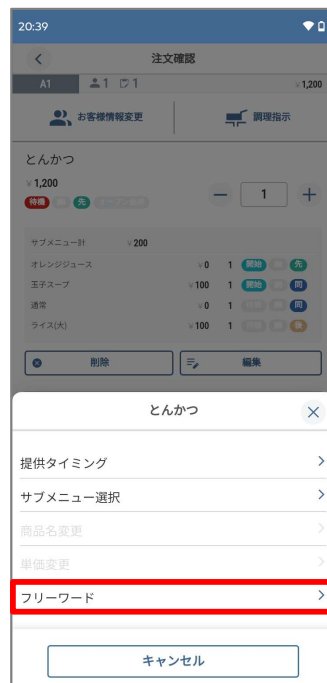 20:39
注文確認
A1 1 1 ¥1,200
お客様情報変更 調理指示
とんかつ
¥1,200
待機 先
1
サブメニュー計 ¥200
オレンジジュース ¥0 1 開始 先
玉子スープ ¥100 1 開始 同
通常 ¥0 1 同
ライス(大) ¥100 1 後
削除 編集
とんかつ
提供タイミング
サブメニュー選択
商品名変更
単価変更
フリーワード
キャンセル